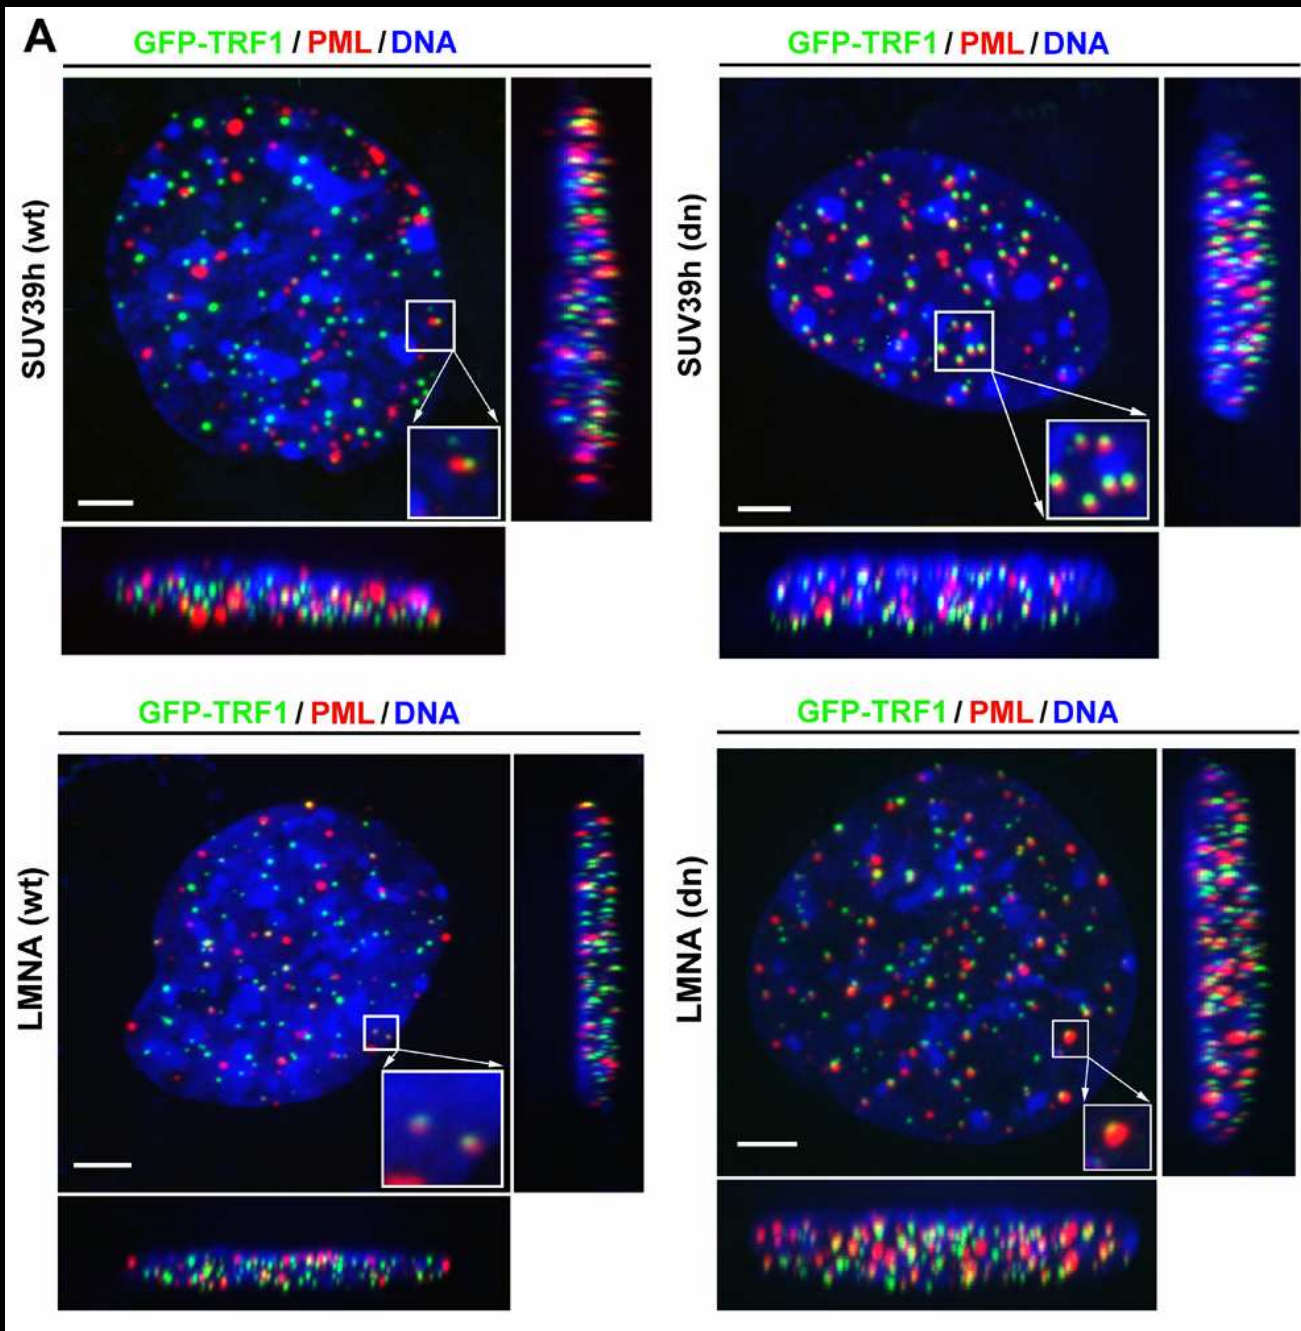 A
GFP-TRF1 / PML / DNA
GFP-TRF1 / PML / DNA
SUV39h (wt)
SUV39h (dn)
GFP-TRF1 / PML / DNA
GFP-TRF1 / PML / DNA
LMNA (wt)
LMNA (dn)